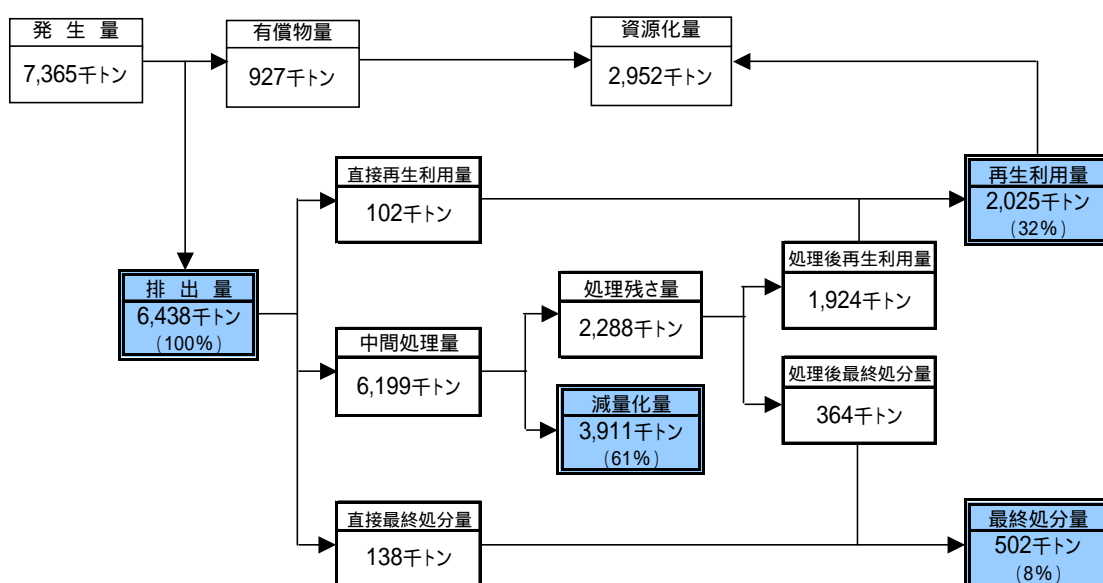 発 生 量
7,365千トン
有償物量
927千トン
資源化量
2,952千トン
直接再生利用量
102千トン
再生利用量
2,025千トン
(32%)
処理後再生利用量
1,924千トン
排 出 量
6,438千トン
(100%)
処理残さ量
2,288千トン
中間処理量
6,199千トン
処理後最終処分量
364千トン
減量化量
3,911千トン
(61%)
直接最終処分量
138千トン
最終処分量
502千トン
(8%)